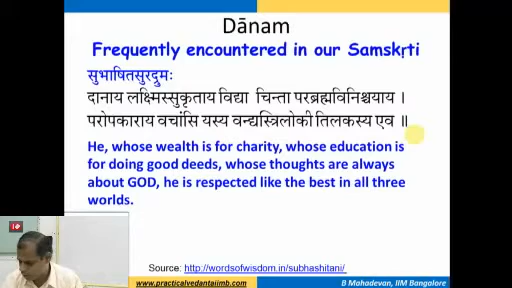 Dānam
Frequently encountered in our Samskṛti
सुभाषितसुरद्रुमः
दानाय लक्ष्मिस्सुकृताय विद्या चिन्ता परब्रह्मविनिश्चयाय ।
परोपकाराय वचांसि यस्य वन्द्यस्त्रिलोकी तिलकस्य एव ॥
He, whose wealth is for charity, whose education is
for doing good deeds, whose thoughts are always
about GOD, he is respected like the best in all three
worlds.
Source: http://wordsofwisdom.in/subhashitani/
www.practicalvedantaiimb.com B Mahadevan, IIM Bangalore